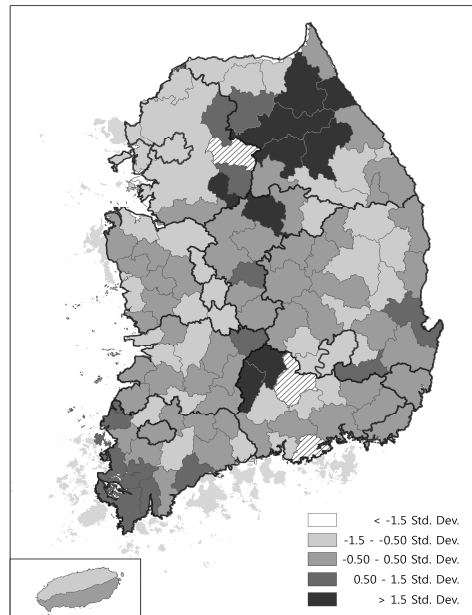 < -1.5 Std. Dev.
-1.5 - -0.50 Std. Dev.
-0.50 - 0.50 Std. Dev.
0.50 - 1.5 Std. Dev.
> 1.5 Std. Dev.